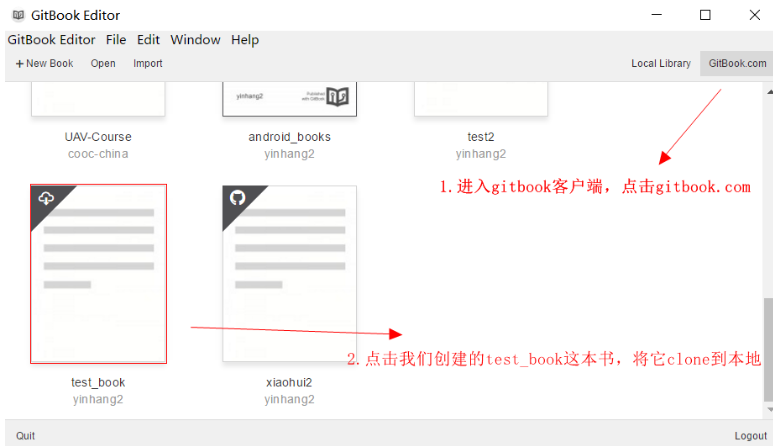 GitBook Editor
GitBook Editor File Edit Window Help
+ New Book Open Import Local Library GitBook.com
yinhang2 Published with GitBook
UAV-Course android_books test2
cooc-china yinhang2 yinhang2
1.进入gitbook客户端，点击gitbook.com
2.点击我们创建的test_book这本书，将它clone到本地
test_book xiaohui2
yinhang2 yinhang2
Quit Logout